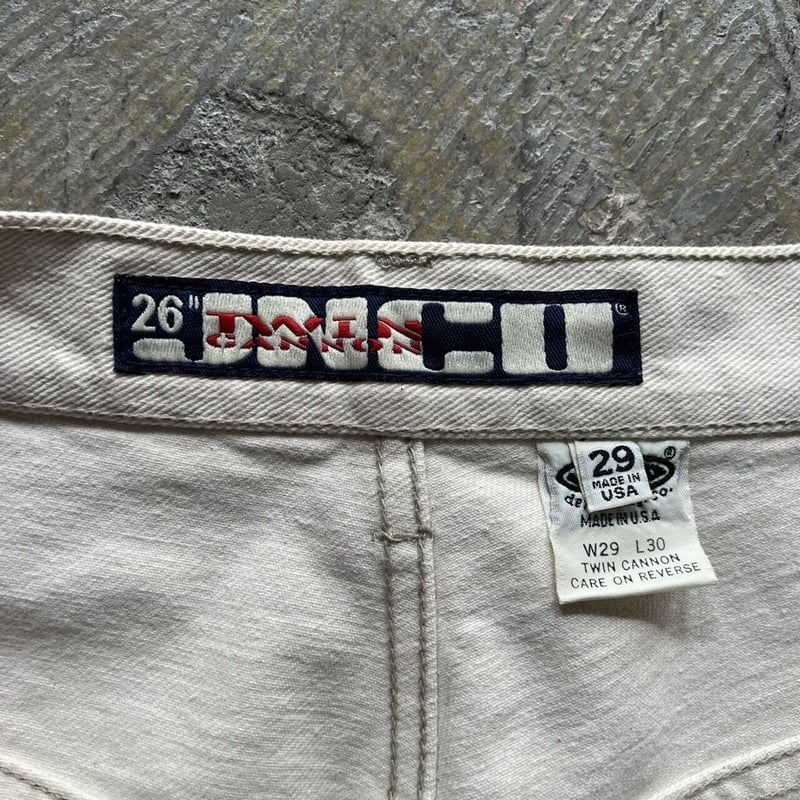 26" JNCO®
TWIN
CANNON
29
MADE IN
USA
®
MADE IN U.S.A
W29 L30
TWIN CANNON
CARE ON REVERSE